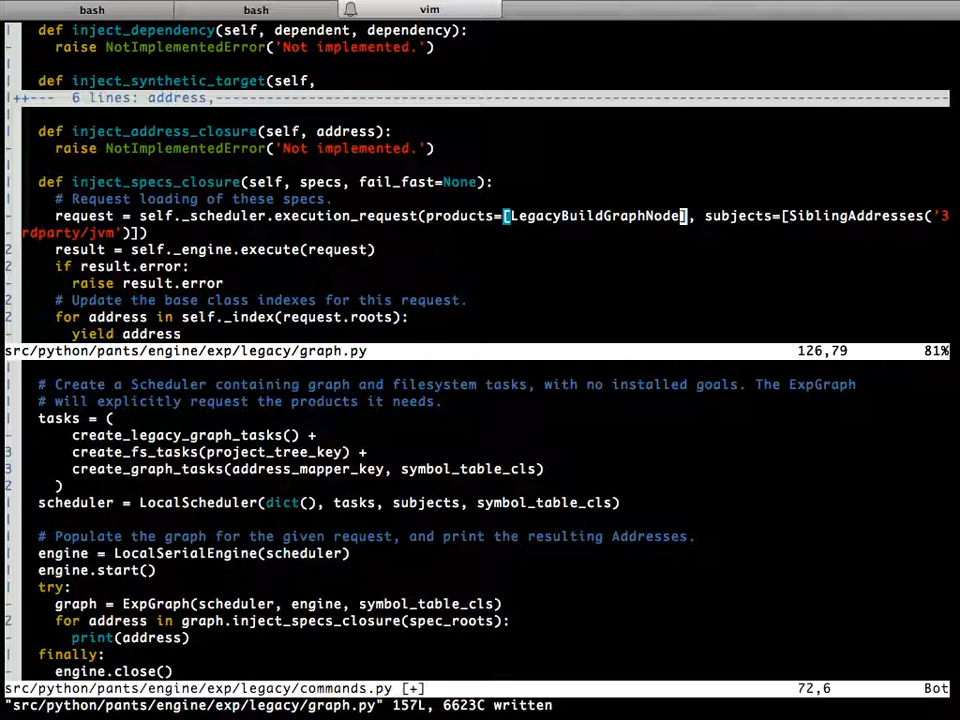 bash bash vim
def inject_dependency(self, dependent, dependency):
raise NotImplementedError('Not implemented.')
def inject_synthetic_target(self,
++--- 6 lines: address,-----------------------------------------------------------------------------------
def inject_address_closure(self, address):
raise NotImplementedError('Not implemented.')
def inject_specs_closure(self, specs, fail_fast=None):
# Request loading of these specs.
request = self._scheduler.execution_request(products=[LegacyBuildGraphNode], subjects=[SiblingAddresses('3
rdparty/jvm')])
2 result = self._engine.execute(request)
2 if result.error:
- raise result.error
2 # Update the base class indexes for this request.
2 for address in self._index(request.roots):
- yield address
src/python/pants/engine/exp/legacy/graph.py 126,79 81%
# Create a Scheduler containing graph and filesystem tasks, with no installed goals. The ExpGraph
# will explicitly request the products it needs.
tasks = (
- create_legacy_graph_tasks() +
3 create_fs_tasks(project_tree_key) +
3 create_graph_tasks(address_mapper_key, symbol_table_cls)
2 )
scheduler = LocalScheduler(dict(), tasks, subjects, symbol_table_cls)
# Populate the graph for the given request, and print the resulting Addresses.
engine = LocalSerialEngine(scheduler)
engine.start()
try:
- graph = ExpGraph(scheduler, engine, symbol_table_cls)
2 for address in graph.inject_specs_closure(spec_roots):
- print(address)
finally:
- engine.close()
src/python/pants/engine/exp/legacy/commands.py [+] 72,6 Bot
"src/python/pants/engine/exp/legacy/graph.py" 157L, 6623C written